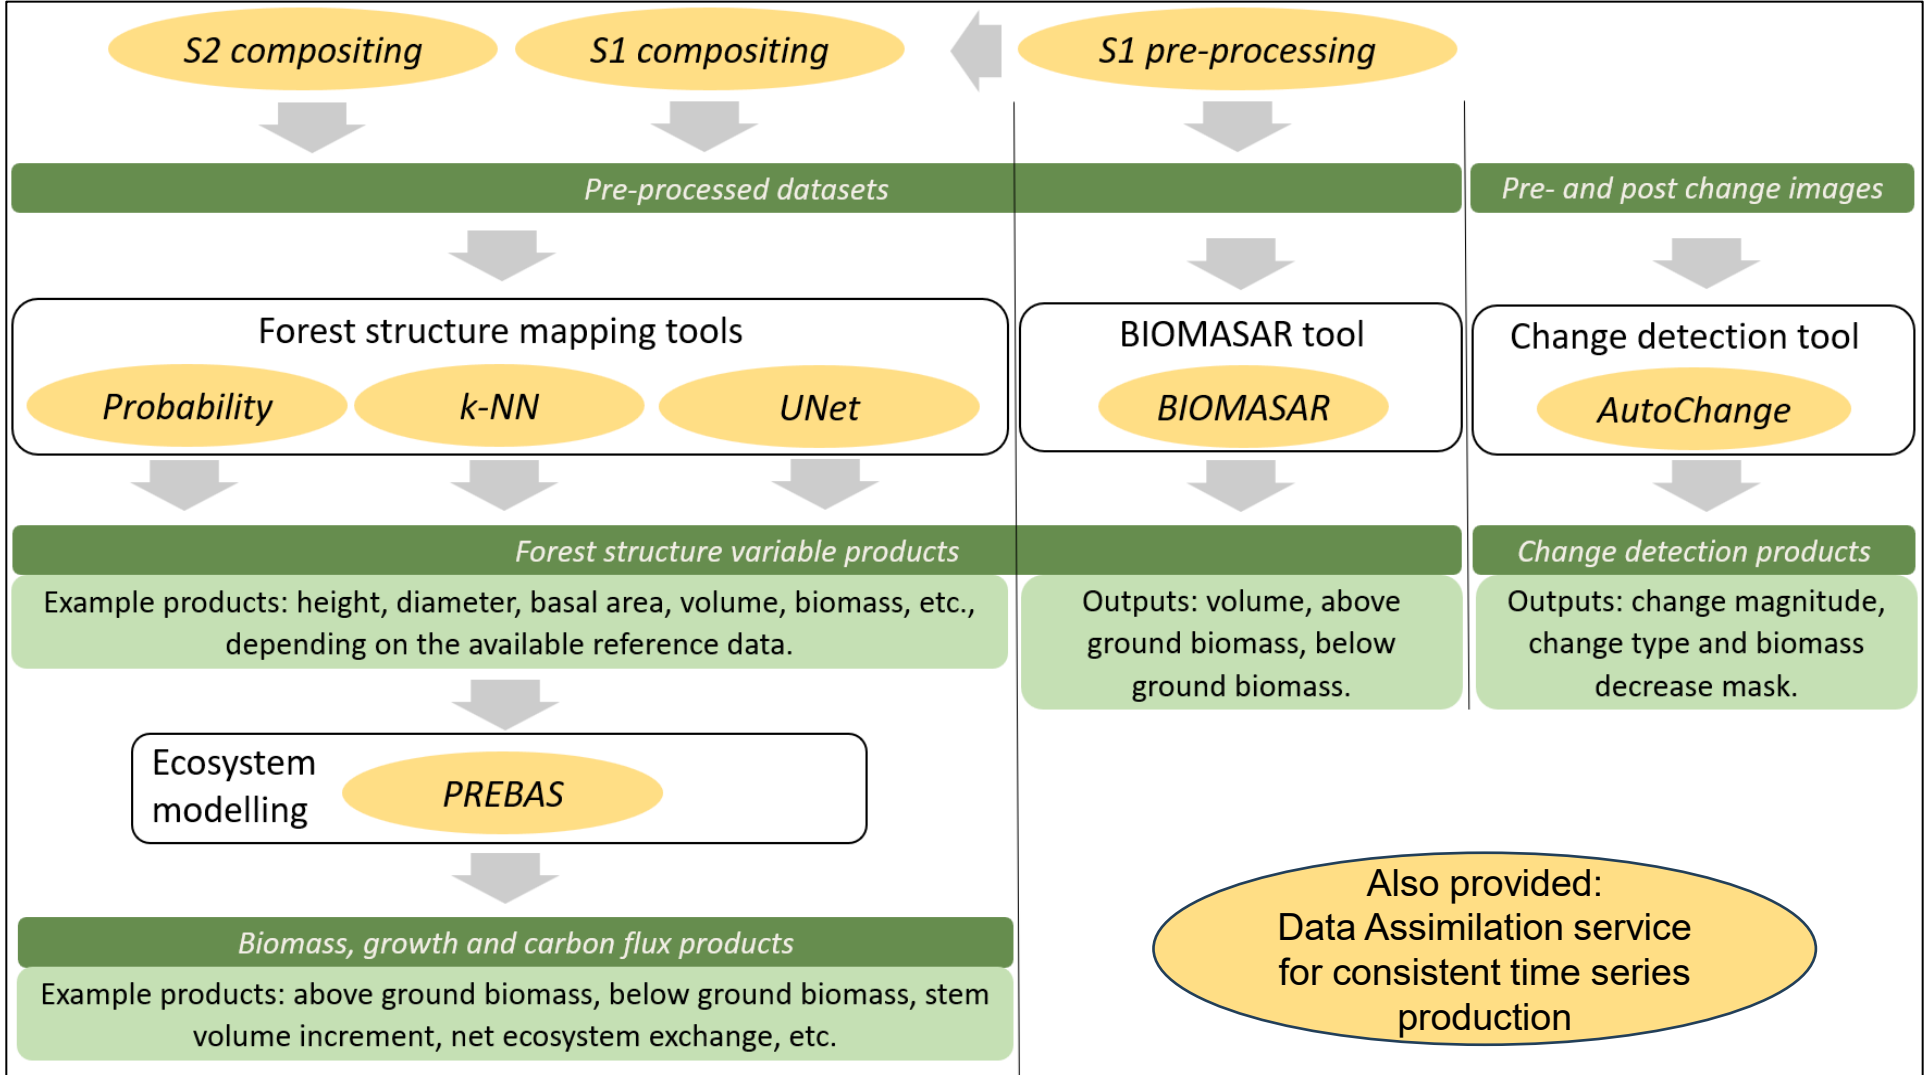 S2 compositing
S1 compositing
S1 pre-processing
Pre-processed datasets
Pre- and post change images
Forest structure mapping tools
Probability
k-NN
UNet
BIOMASAR tool
BIOMASAR
Change detection tool
AutoChange
Forest structure variable products
Change detection products
Example products: height, diameter, basal area, volume, biomass, etc.,
depending on the available reference data.
Outputs: volume, above
ground biomass, below
ground biomass.
Outputs: change magnitude,
change type and biomass
decrease mask.
Ecosystem
modelling
PREBAS
Biomass, growth and carbon flux products
Example products: above ground biomass, below ground biomass, stem
volume increment, net ecosystem exchange, etc.
Also provided:
Data Assimilation service
for consistent time series
production